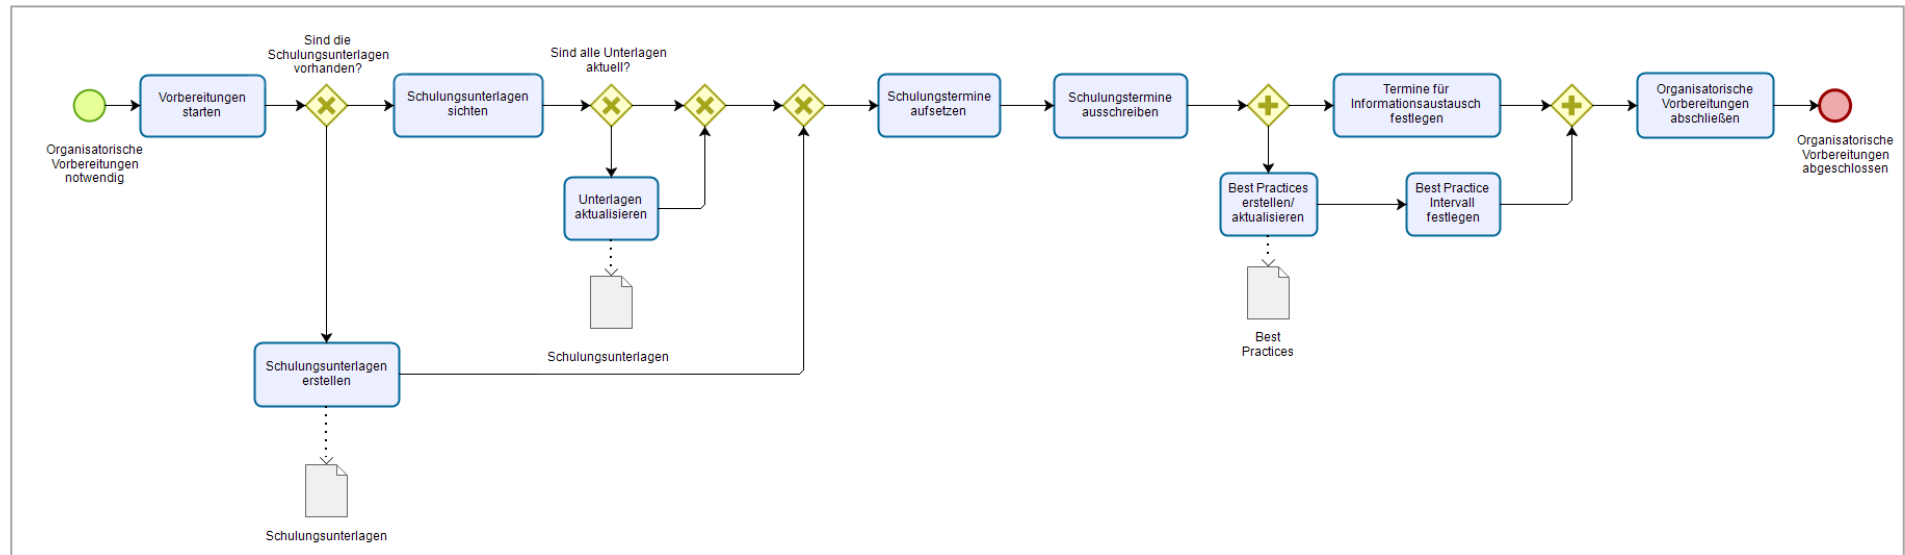 Organisatorische
Vorbereitungen
notwendig
Vorbereitungen
starten
Sind die
Schulungsunterlagen
vorhanden?
Schulungsunterlagen
sichten
Sind alle Unterlagen
aktuell?
Unterlagen
aktualisieren
Schulungsunterlagen
Schulungsunterlagen
erstellen
Schulungsunterlagen
Schulungstermine
aufsetzen
Schulungstermine
ausschreiben
Termine für
Informationsaustausch
festlegen
Best Practices
erstellen/
aktualisieren
Best
Practices
Best Practice
Intervall
festlegen
Organisatorische
Vorbereitungen
abschließen
Organisatorische
Vorbereitungen
abgeschlossen